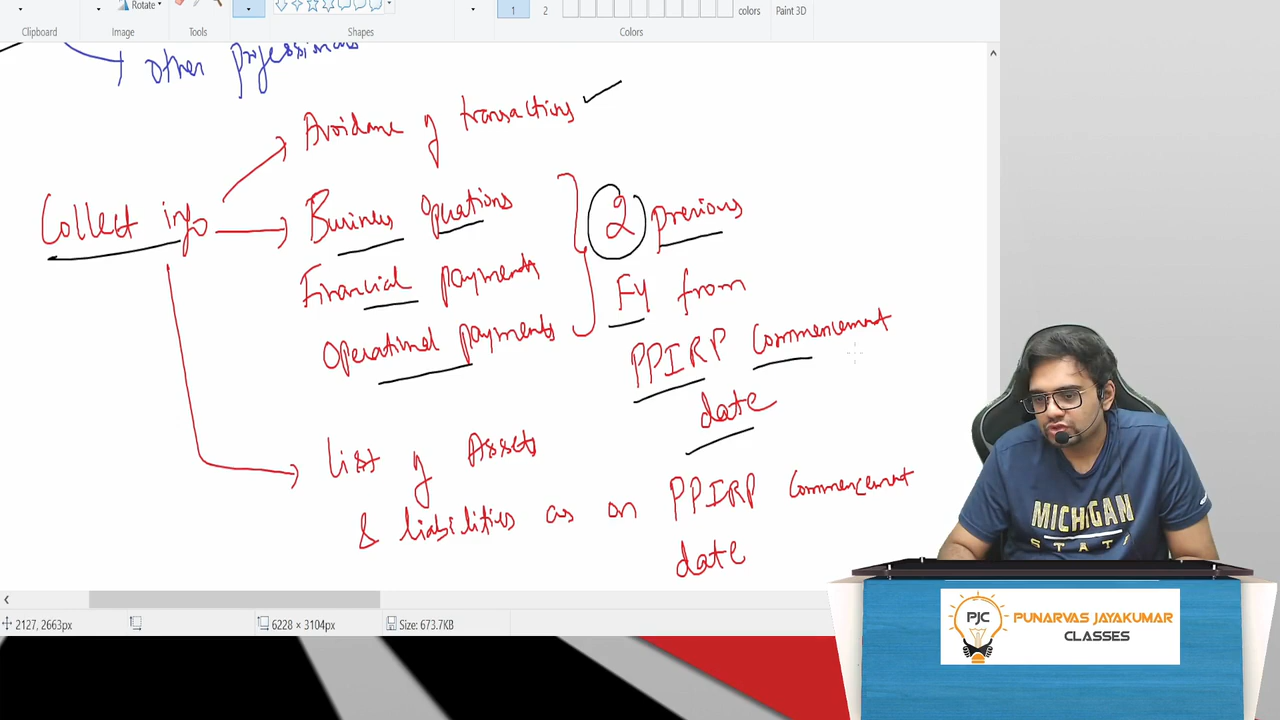 Rotate
1
2
colors
Paint 3D
Clipboard
Image
Tools
Shapes
Colors
other professionals
Avoidance of transactions
Collect info
Business Operations
Financial payments
Operational payments
2 previous
FY from
PPIRP Commencement
date
List of Assets
& liabilities as on PPIRP Commencement
date
MICHIGAN
STATE
2127, 2663px
6228 × 3104px
Size: 673.7KB
PJC
PUNARVAS JAYAKUMAR
CLASSES